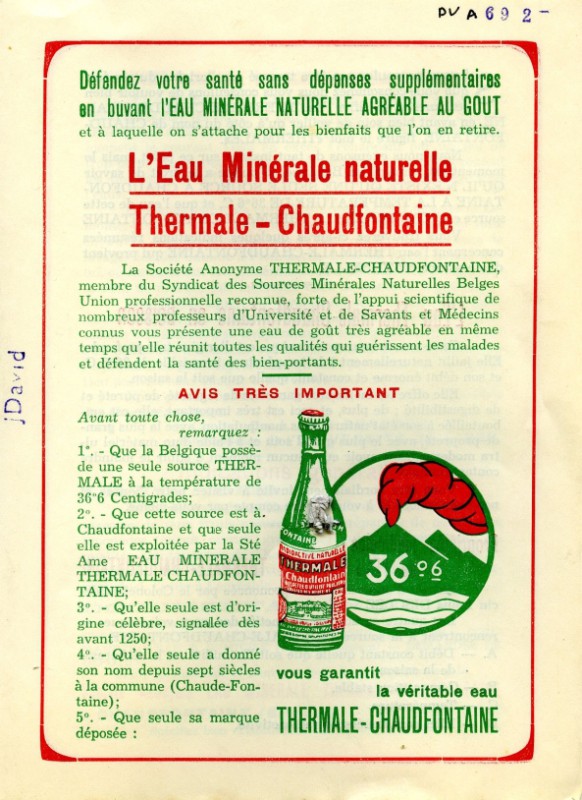 PV A 692-
Défendez votre santé sans dépenses supplémentaires
en buvant l'EAU MINÉRALE NATURELLE AGRÉABLE AU GOUT
et à laquelle on s'attache pour les bienfaits que l'on en retire.
L'Eau Minérale naturelle
Thermale - Chaudfontaine
La Société Anonyme THERMALE-CHAUDFONTAINE,
membre du Syndicat des Sources Minérales Naturelles Belges
Union professionnelle reconnue, forte de l'appui scientifique de
nombreux professeurs d'Université et de Savants et Médecins
connus vous présente une eau de goût très agréable en même
temps qu'elle réunit toutes les qualités qui guérissent les malades
et défendent la santé des bien-portants.
AVIS TRÈS IMPORTANT
Avant toute chose,
remarquez :
1°. - Que la Belgique possè-
de une seule source THER-
MALE à la température de
36°6 Centigrades;
2°. - Que cette source est à
Chaudfontaine et que seule
elle est exploitée par la Sté
Ame EAU MINERALE
THERMALE CHAUDFON-
TAINE;
3°. - Qu'elle seule est d'ori-
gine célèbre, signalée dès
avant 1250;
4°. - Qu'elle seule a donné
son nom depuis sept siècles
à la commune (Chaude-Fon-
taine);
5°. - Que seule sa marque
déposée :
FONTAINE
RADIOACTIVE NATURELLE
THERMALE
Chaudfontaine
36°6
vous garantit
la véritable eau
THERMALE-CHAUDFONTAINE
JDavid